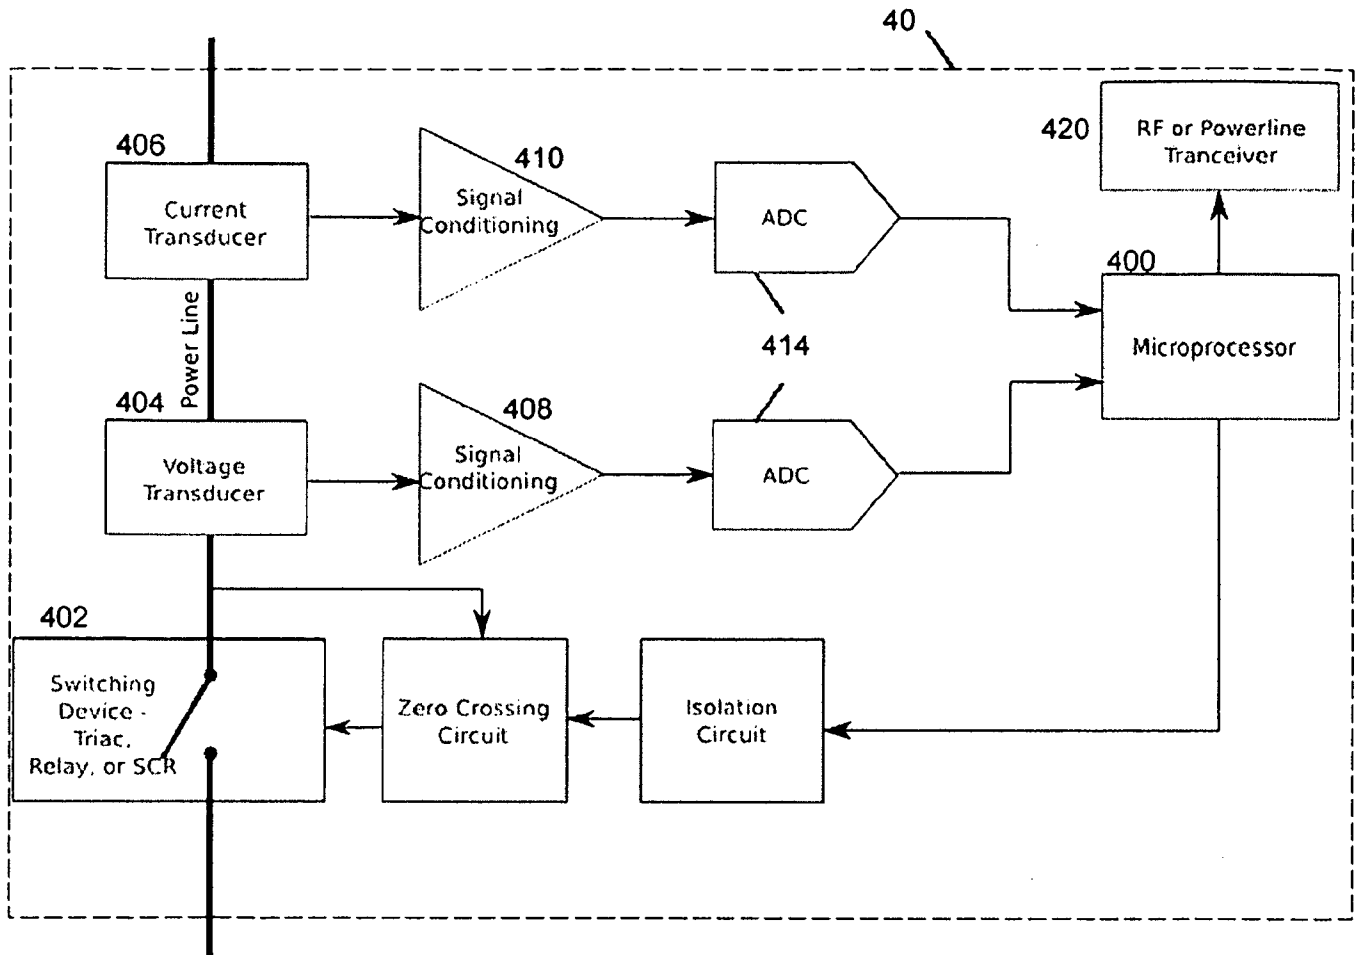 40
420
RF or Powerline
Tranceiver
406
Current
Transducer
410
Signal
Conditioning
ADC
400
Microprocessor
Power Line
414
404
Voltage
Transducer
408
Signal
Conditioning
ADC
402
Switching
Device -
Triac,
Relay, or SCR
Zero Crossing
Circuit
Isolation
Circuit